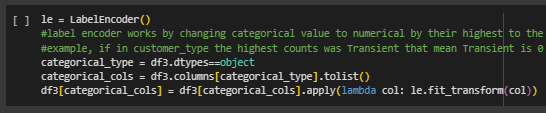 [ ] le = LabelEncoder()
#label encoder works by changing categorical value to numerical by their highest to the
#example, if in customer_type the highest counts was Transient that mean Transient is 0
categorical_type = df3.dtypes==object
categorical_cols = df3.columns[categorical_type].tolist()
df3[categorical_cols] = df3[categorical_cols].apply(lambda col: le.fit_transform(col))